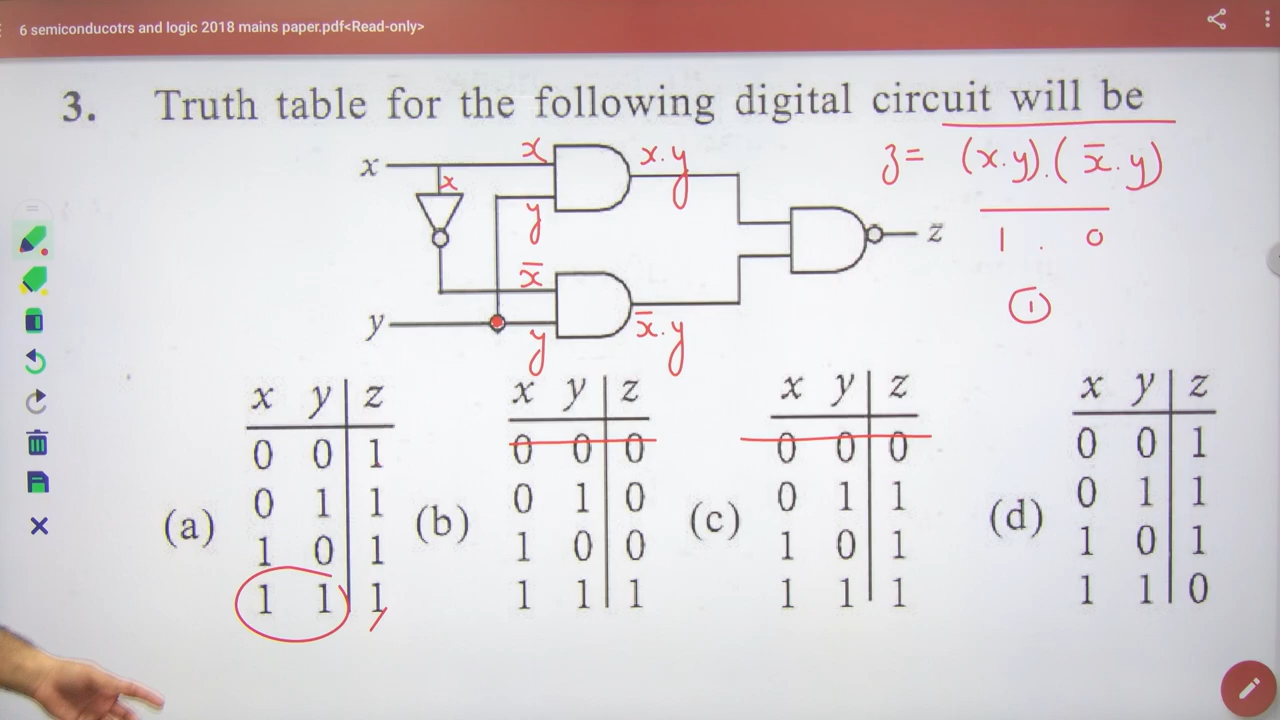 6 semiconducotrs and logic 2018 mains paper.pdf<Read-only>
3. Truth table for the following digital circuit will be
x x x.y z = (x.y).(x̅.y)
x
y z 1 . 0
x̅ 1
y y x̅.y
(a)
x y z
0 0 1
0 1 1
1 0 1
1 1 1
(b)
x y z
0 0 0
0 1 0
1 0 0
1 1 1
(c)
x y z
0 0 0
0 1 1
1 0 1
1 1 1
(d)
x y z
0 0 1
0 1 1
1 0 1
1 1 0